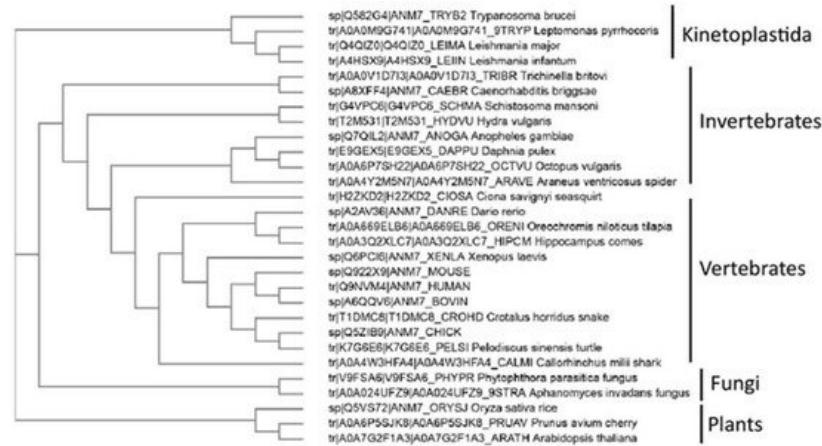 sp|Q582G4|ANM7_TRYB2 Trypanosoma brucei
tr|A0A0M9G741|A0A0M9G741_9TRYP Leptomonas pyrrhocoris
tr|Q4QIZ0|Q4QIZ0_LEIMA Leishmania major
tr|A4HSX9|A4HSX9_LEIIN Leishmania infantum
Kinetoplastida
tr|A0A0V1D7I3|A0A0V1D7I3_TRIBR Trichinella britovi
sp|A8XFF4|ANM7_CAEBR Caenorhabditis briggsae
tr|G4VPC6|G4VPC6_SCHMA Schistosoma mansoni
tr|T2M531|T2M531_HYDVU Hydra vulgaris
sp|Q7QIL2|ANM7_ANOGA Anopheles gambiae
tr|E9GEX5|E9GEX5_DAPPU Daphnia pulex
tr|A0A6P7SH22|A0A6P7SH22_OCTVU Octopus vulgaris
tr|A0A4Y2M5N7|A0A4Y2M5N7_ARAVE Araneus ventricosus spider
Invertebrates
tr|H2ZKD2|H2ZKD2_CIOSA Ciona savignyi seasquirt
sp|A2AV36|ANM7_DANRE Dario rerio
tr|A0A669ELB6|A0A669ELB6_ORENI Oreochromis niloticus tilapia
tr|A0A3Q2XLC7|A0A3Q2XLC7_HIPCM Hippocampus comes
sp|Q6PCI6|ANM7_XENLA Xenopus laevis
sp|Q922X9|ANM7_MOUSE
tr|Q9NVM4|ANM7_HUMAN
sp|A6QQV6|ANM7_BOVIN
tr|T1DMC8|T1DMC8_CROHD Crotalus horridus snake
sp|Q5ZIB9|ANM7_CHICK
tr|K7G6E6|K7G6E6_PELSI Pelodiscus sinensis turtle
tr|A0A4W3HFA4|A0A4W3HFA4_CALMI Callorhinchus milii shark
Vertebrates
tr|V9FSA6|V9FSA6_PHYPR Phytophthora parasitica fungus
tr|A0A024UFZ9|A0A024UFZ9_9STRA Aphanomyces invadans fungus
Fungi
sp|Q5VS72|ANM7_ORYSJ Oryza sativa rice
tr|A0A6P5SJK8|A0A6P5SJK8_PRUAV Prunus avium cherry
tr|A0A7G2F1A3|A0A7G2F1A3_ARATH Arabidopsis thaliana
Plants